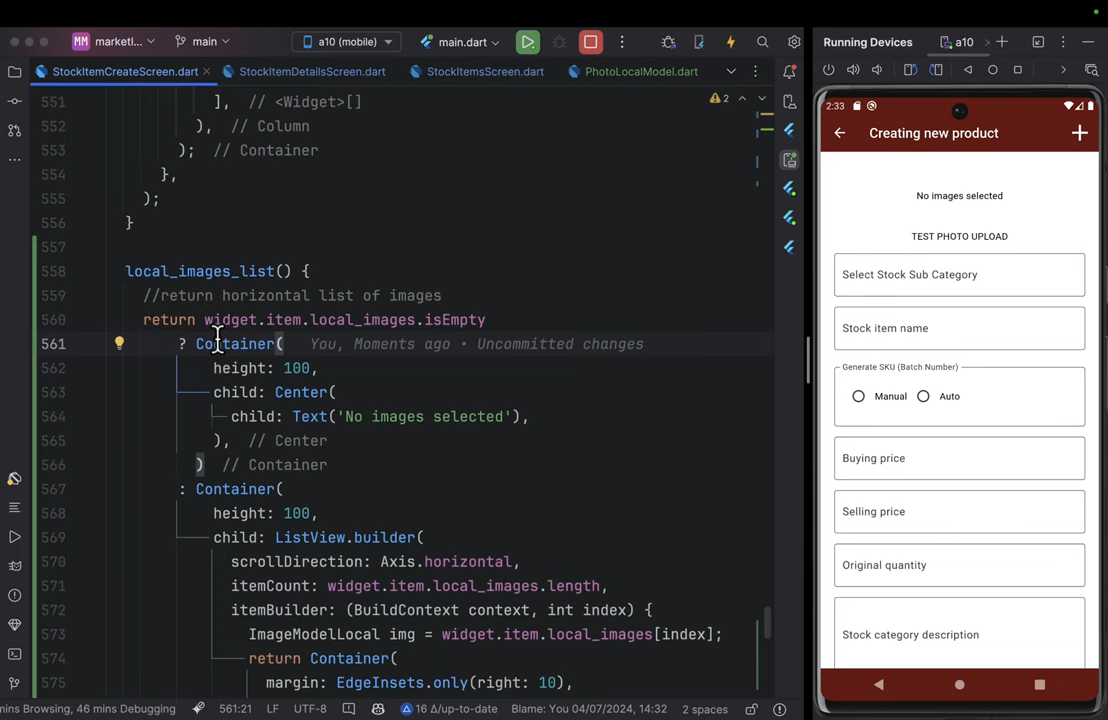 MM marketl...
main
a10 (mobile)
main.dart
Running Devices
a10
StockItemCreateScreen.dart
StockItemDetailsScreen.dart
StockItemsScreen.dart
PhotoLocalModel.dart
551 ], // <Widget>[]
2
552 ), // Column
553 ); // Container
554 },
555 );
556 }
557
558 local_images_list() {
559 //return horizontal list of images
560 return widget.item.local_images.isEmpty
561 ? Container( You, Moments ago • Uncommitted changes
562 height: 100,
563 child: Center(
564 child: Text('No images selected'),
565 ), // Center
566 ) // Container
567 : Container(
568 height: 100,
569 child: ListView.builder(
570 scrollDirection: Axis.horizontal,
571 itemCount: widget.item.local_images.length,
572 itemBuilder: (BuildContext context, int index) {
573 ImageModelLocal img = widget.item.local_images[index];
574 return Container(
575 margin: EdgeInsets.only(right: 10),
mns Browsing, 46 mins Debugging
561:21
LF
UTF-8
16 Δ/up-to-date
Blame: You 04/07/2024, 14:32
2 spaces
2:33
Creating new product
No images selected
TEST PHOTO UPLOAD
Select Stock Sub Category
Stock item name
Generate SKU (Batch Number)
Manual
Auto
Buying price
Selling price
Original quantity
Stock category description